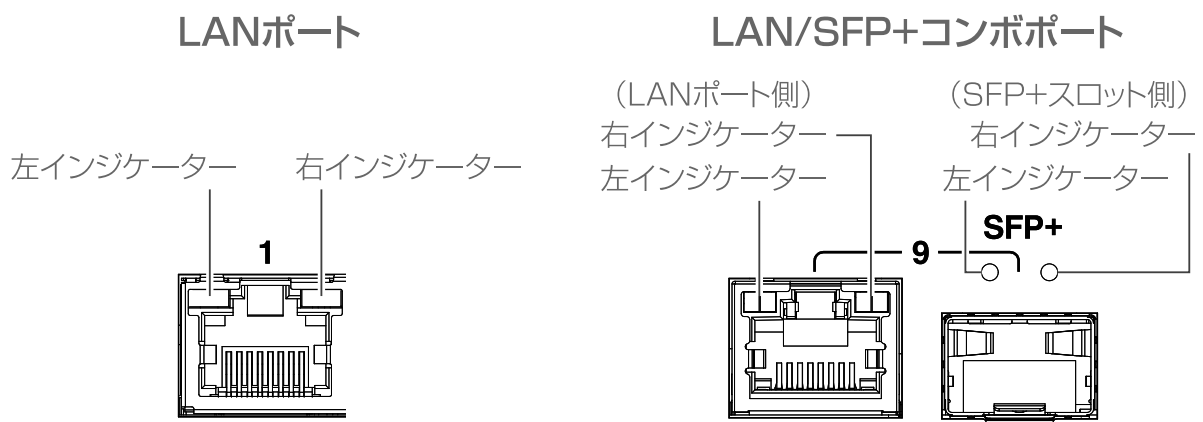 LANポート
左インジケーター
右インジケーター
1
LAN/SFP+コンボポート
（LANポート側）
右インジケーター
左インジケーター
（SFP+スロット側）
右インジケーター
左インジケーター
SFP+
9